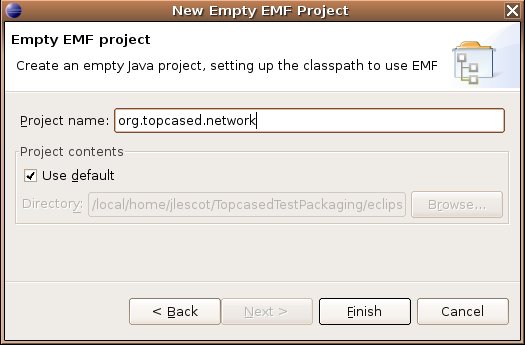 New Empty EMF Project
Empty EMF project
Create an empty Java project, setting up the classpath to use EMF
Project name: org.topcased.network
Project contents
Use default
Directory: /local/home/jlescot/TopcasedTestPackaging/eclips Browse...
< Back Next > Finish Cancel